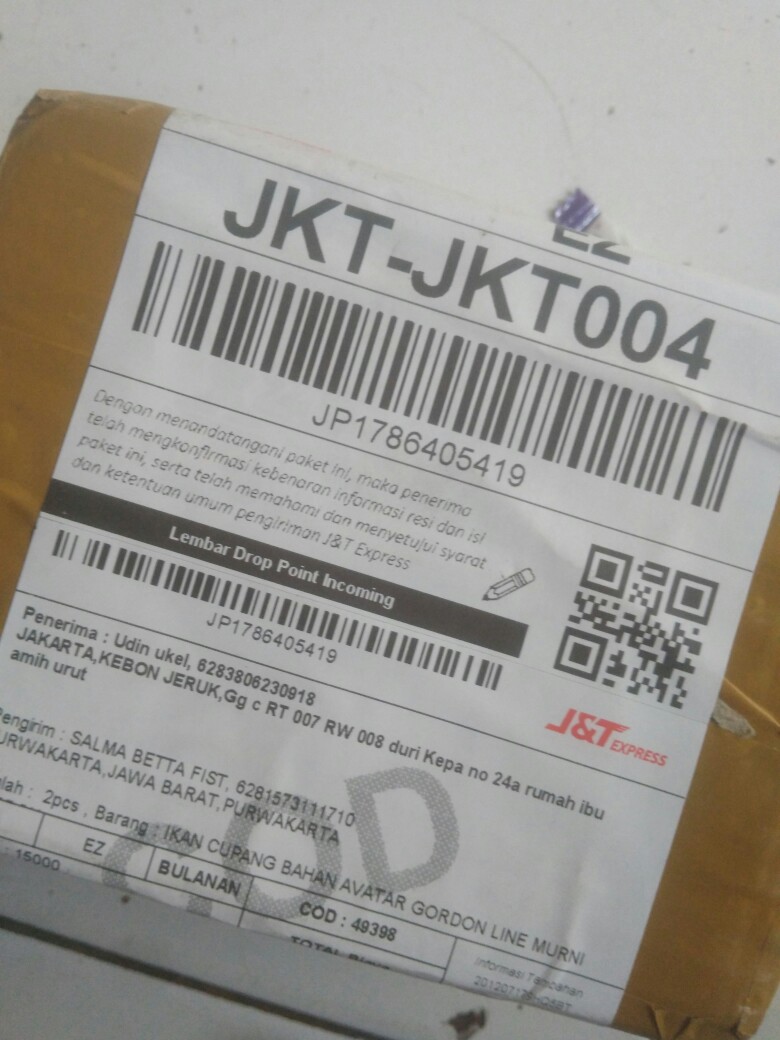 EZ
JKT-JKT004
JP1786405419
Dengan menandatangani paket ini, maka penerima
telah mengkonfirmasi kebenaran informasi resi dan isi
paket ini, serta telah memahami dan menyetujui syarat
dan ketentuan umum pengiriman J&T Express
Lembar Drop Point Incoming
JP1786405419
J&T EXPRESS
Penerima : Udin ukel, 6283806230918
JAKARTA,KEBON JERUK,Gg c RT 007 RW 008 duri Kepa no 24a rumah ibu
amih urut
Pengirim : SALMA BETTA FIST, 6281573111710
PURWAKARTA,JAWA BARAT,PURWAKARTA
2pcs , Barang : IKAN CUPANG BAHAN AVATAR GORDON LINE MURNI
COD
EZ
BULANAN
COD : 49398
: 15000
TOTAL
Informasi Tambahan